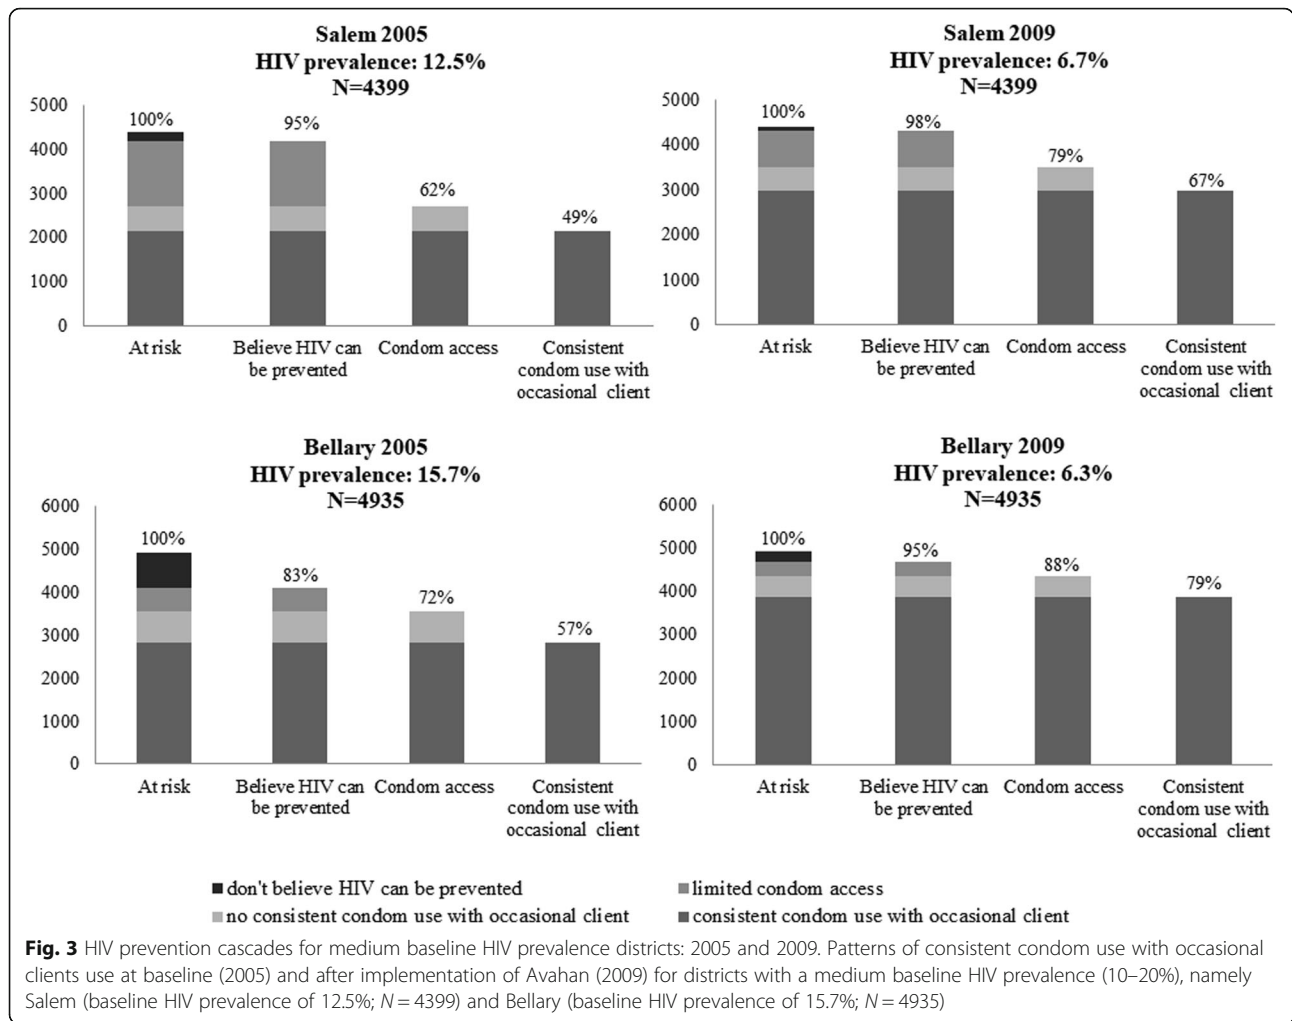 Salem 2005
HIV prevalence: 12.5%
N=4399
5000
4000
3000
2000
1000
0
100%
95%
62%
49%
At risk
Believe HIV can
be prevented
Condom access
Consistent
condom use with
occasional client
Salem 2009
HIV prevalence: 6.7%
N=4399
5000
4000
3000
2000
1000
0
100%
98%
79%
67%
At risk
Believe HIV can
be prevented
Condom access
Consistent
condom use with
occasional client
Bellary 2005
HIV prevalence: 15.7%
N=4935
6000
5000
4000
3000
2000
1000
0
100%
83%
72%
57%
At risk
Believe HIV can
be prevented
Condom access
Consistent
condom use with
occasional client
Bellary 2009
HIV prevalence: 6.3%
N=4935
6000
5000
4000
3000
2000
1000
0
100%
95%
88%
79%
At risk
Believe HIV can
be prevented
Condom access
Consistent
condom use with
occasional client
don't believe HIV can be prevented
limited condom access
no consistent condom use with occasional client
consistent condom use with occasional client
Fig. 3 HIV prevention cascades for medium baseline HIV prevalence districts: 2005 and 2009. Patterns of consistent condom use with occasional
clients use at baseline (2005) and after implementation of Avahan (2009) for districts with a medium baseline HIV prevalence (10–20%), namely
Salem (baseline HIV prevalence of 12.5%; N = 4399) and Bellary (baseline HIV prevalence of 15.7%; N = 4935)